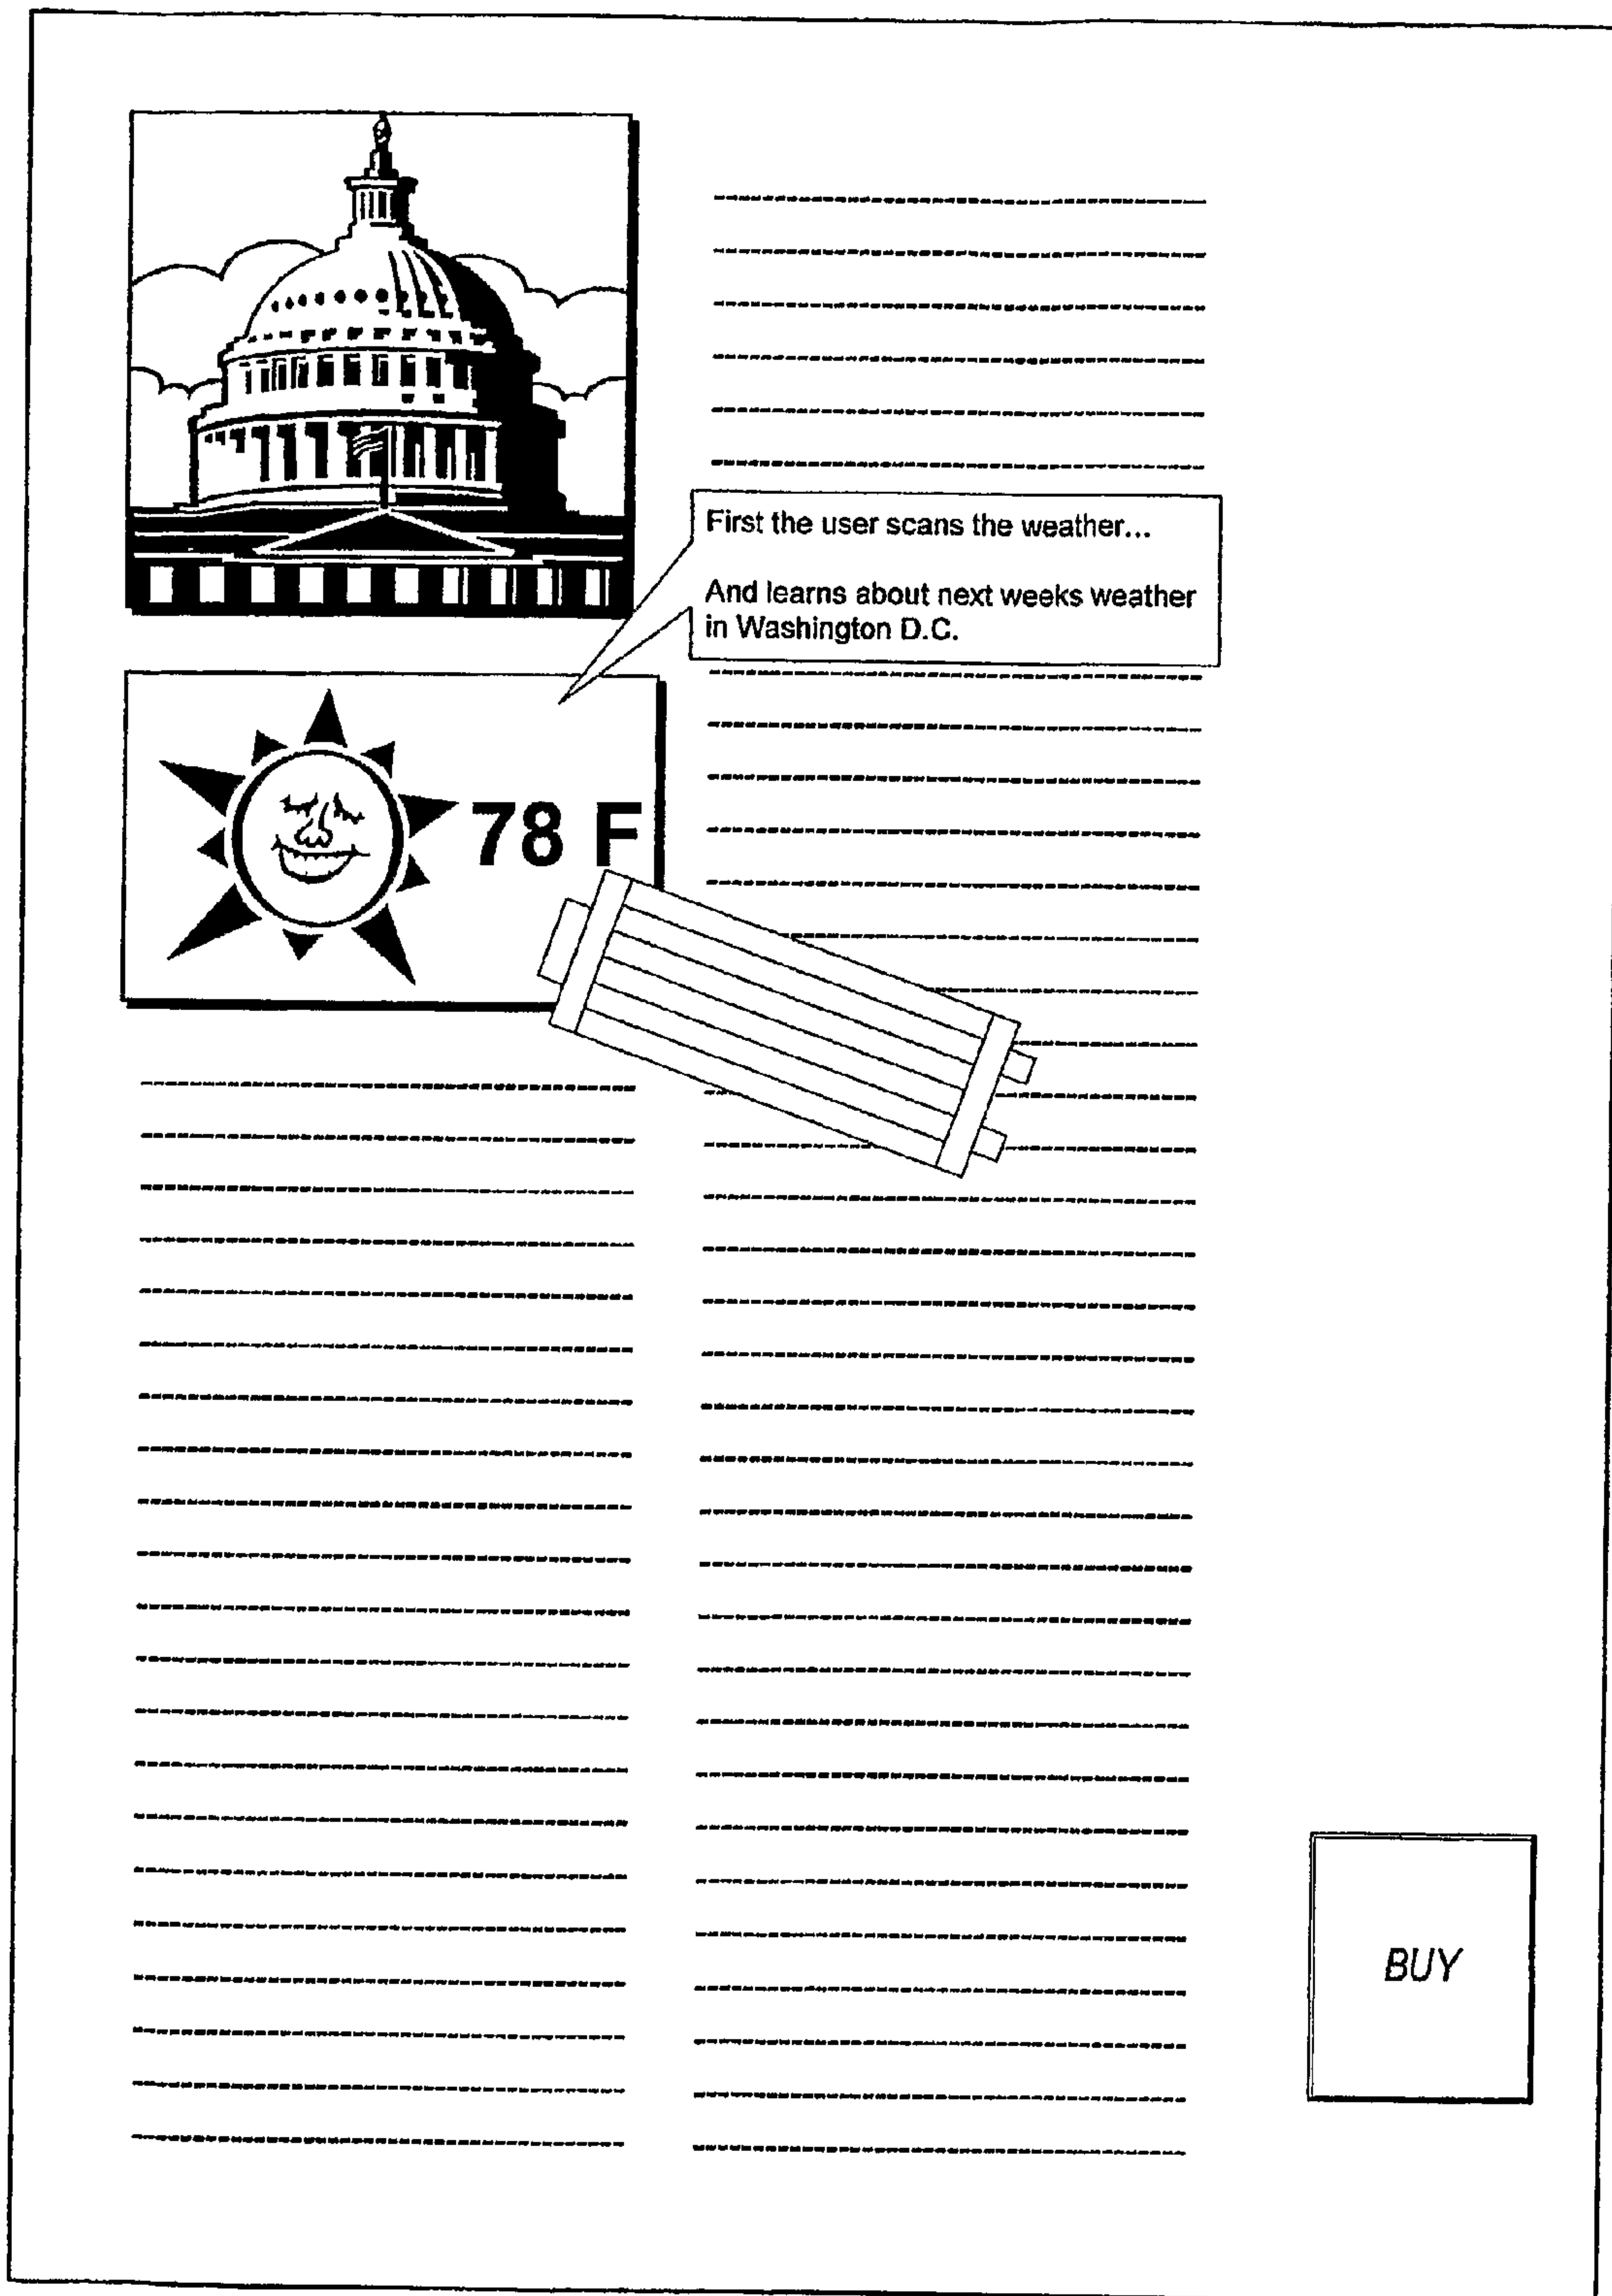 First the user scans the weather...
And learns about next weeks weather
in Washington D.C.
78 F
BUY